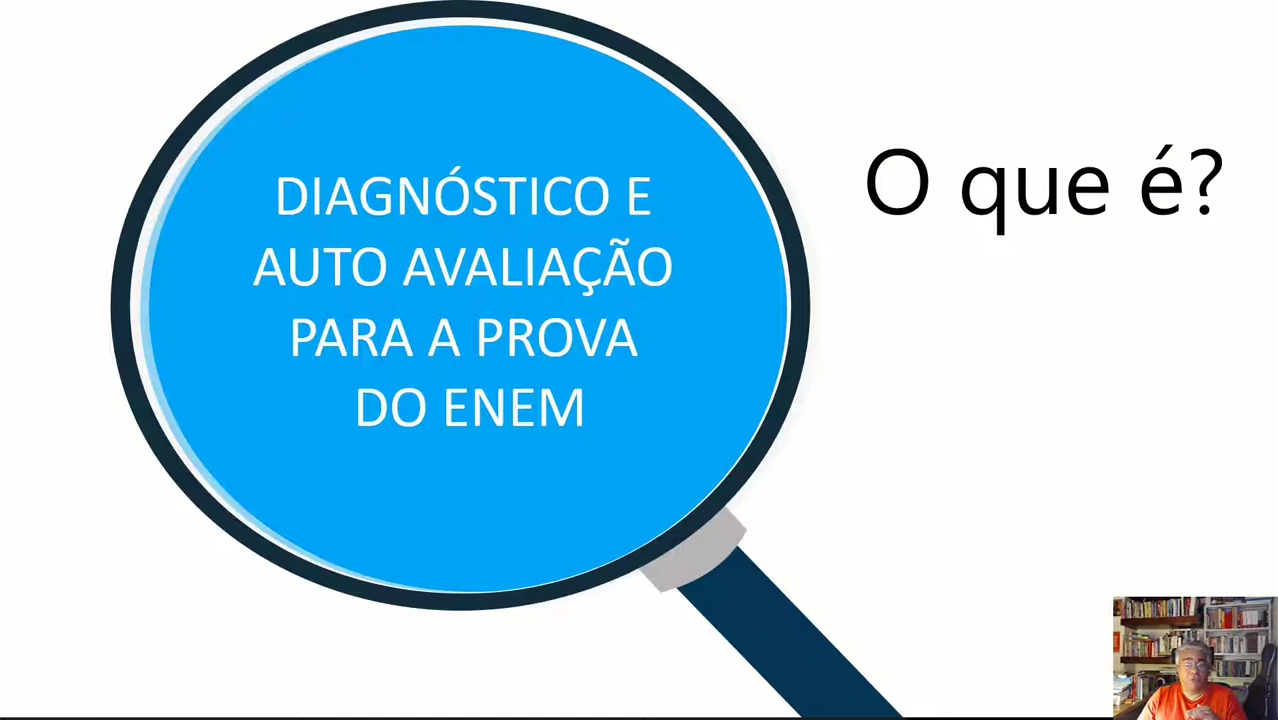 DIAGNÓSTICO E
AUTO AVALIAÇÃO
PARA A PROVA
DO ENEM
O que é?